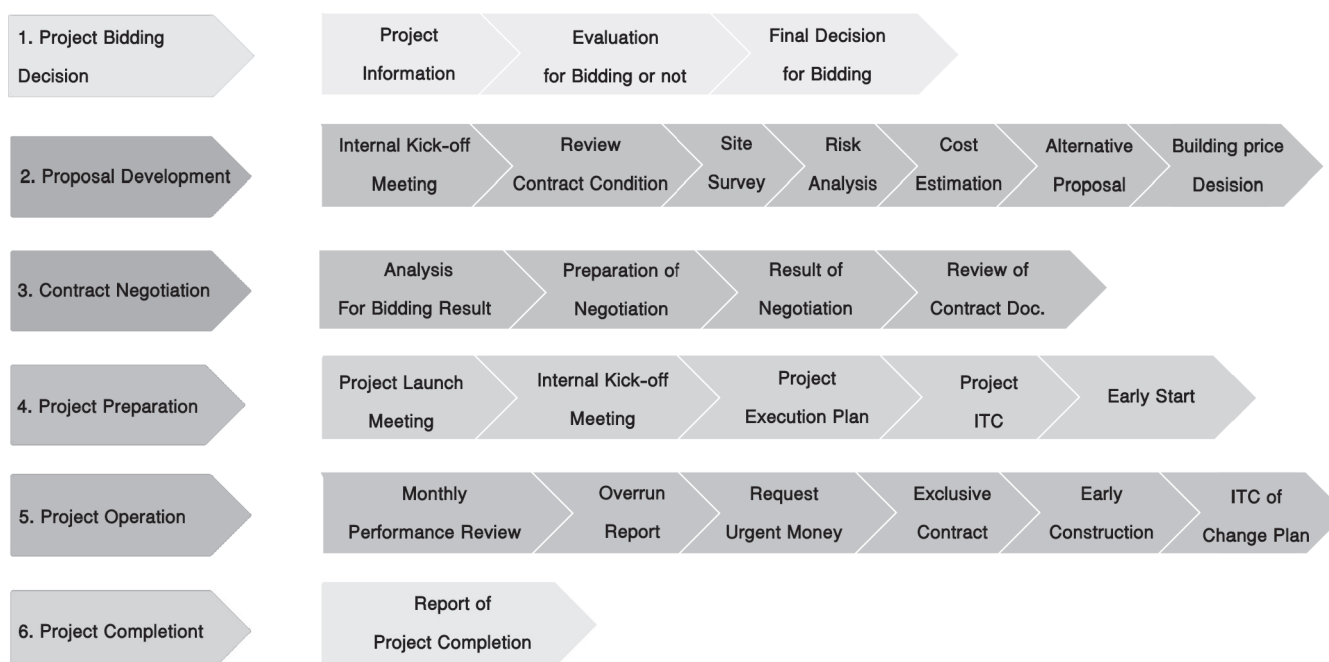 1. Project Bidding
Decision
Project
Information
Evaluation
for Bidding or not
Final Decision
for Bidding
2. Proposal Development
Internal Kick-off
Meeting
Review
Contract Condition
Site
Survey
Risk
Analysis
Cost
Estimation
Alternative
Proposal
Building price
Desision
3. Contract Negotiation
Analysis
For Bidding Result
Preparation of
Negotiation
Result of
Negotiation
Review of
Contract Doc.
4. Project Preparation
Project Launch
Meeting
Internal Kick-off
Meeting
Project
Execution Plan
Project
ITC
Early Start
5. Project Operation
Monthly
Performance Review
Overrun
Report
Request
Urgent Money
Exclusive
Contract
Early
Construction
ITC of
Change Plan
6. Project Completiont
Report of
Project Completion